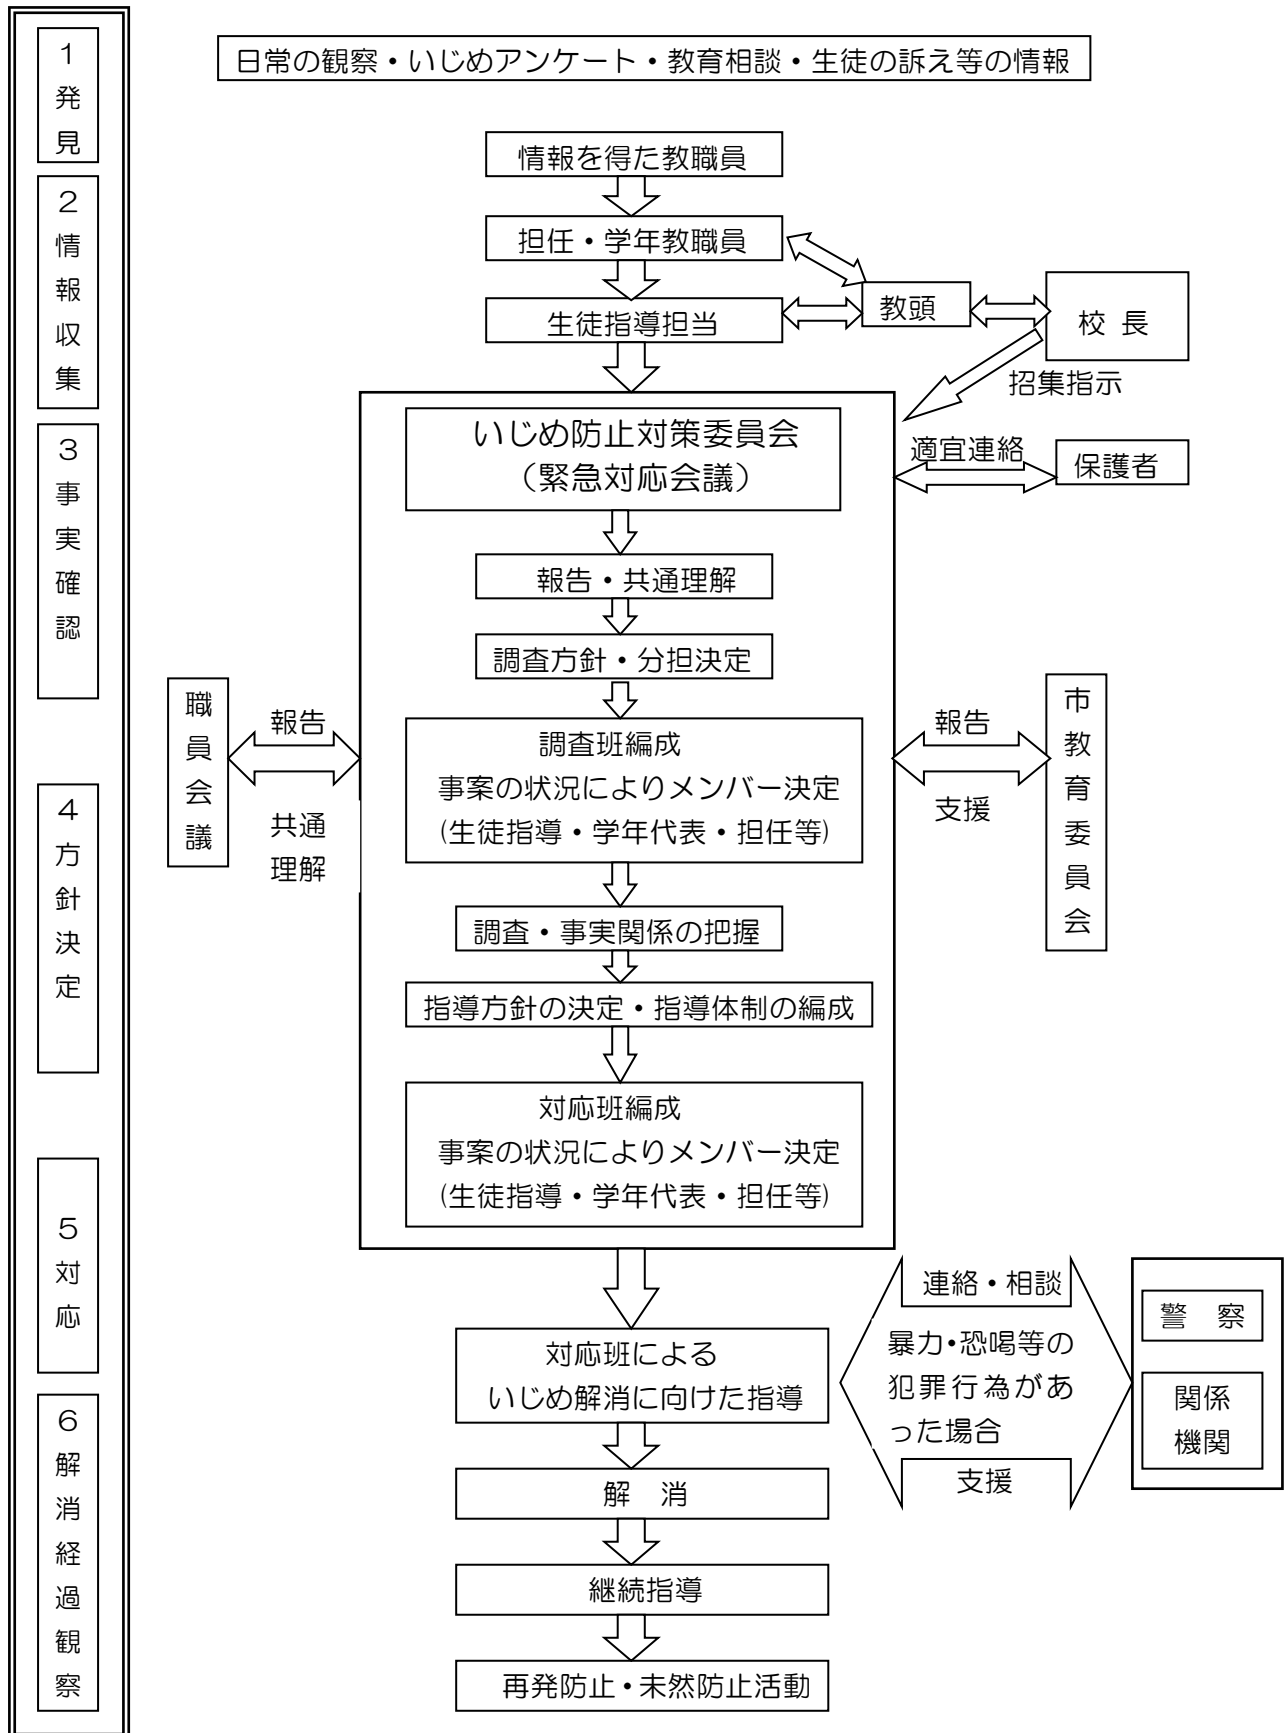 1
発
見
2
情
報
収
集
3
事
実
確
認
4
方
針
決
定
5
対
応
6
解
消
経
過
観
察
日常の観察・いじめアンケート・教育相談・生徒の訴え等の情報
情報を得た教職員
担任・学年教職員
生徒指導担当
教頭
校 長
招集指示
いじめ防止対策委員会
（緊急対応会議）
適宜連絡
保護者
報告・共通理解
調査方針・分担決定
職
員
会
議
報告
共通
理解
調査班編成
事案の状況によりメンバー決定
(生徒指導・学年代表・担任等)
報告
支援
市
教
育
委
員
会
調査・事実関係の把握
指導方針の決定・指導体制の編成
対応班編成
事案の状況によりメンバー決定
(生徒指導・学年代表・担任等)
対応班による
いじめ解消に向けた指導
連絡・相談
暴力・恐喝等の
犯罪行為があ
った場合
支援
警　察
関係
機関
解　消
継続指導
再発防止・未然防止活動